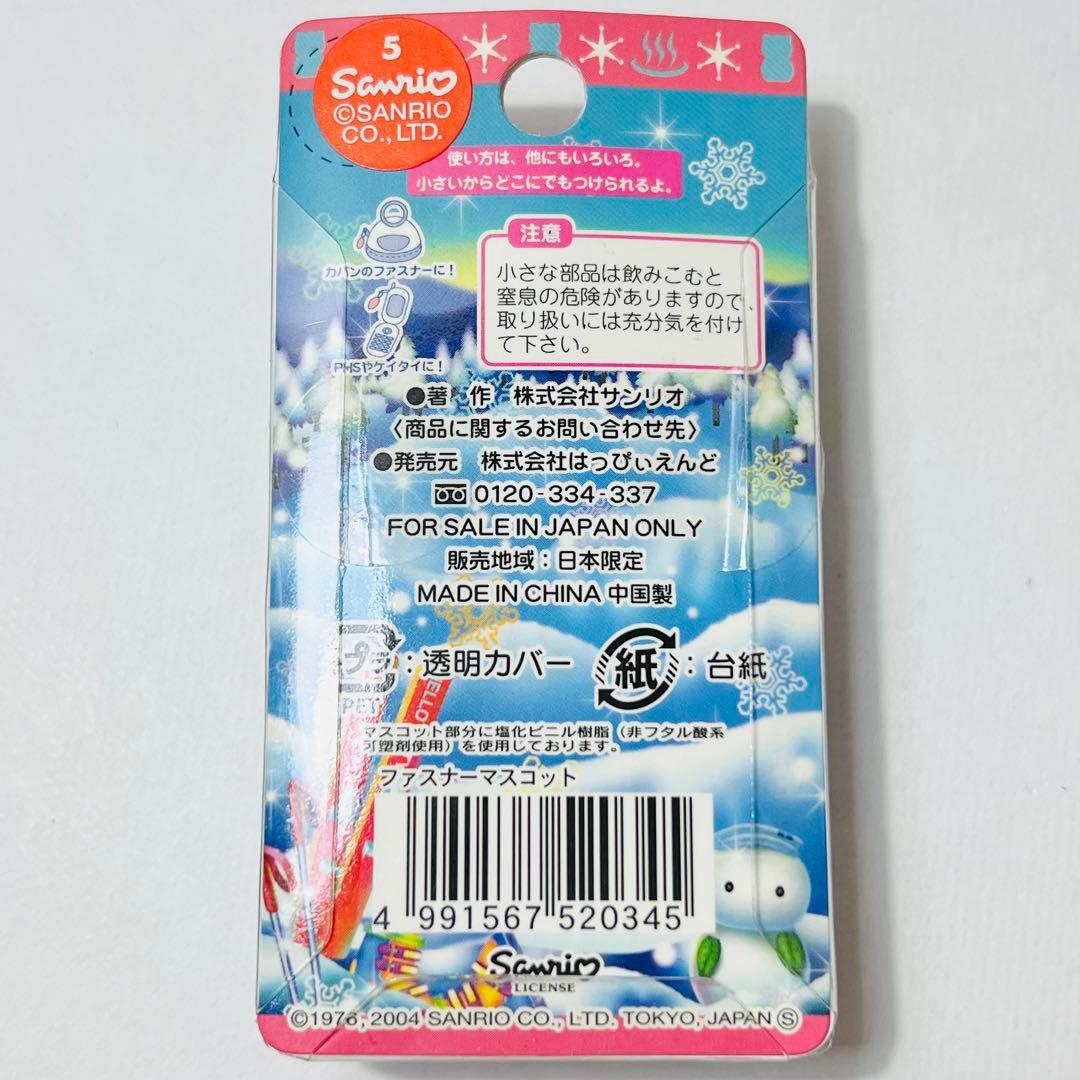 5
Sanrio
©SANRIO
CO., LTD.
使い方は、他にもいろいろ。
小さいからどこにでもつけられるよ。
カバンのファスナーに!
PHSやケイタイに!
注意
小さな部品は飲みこむと
窒息の危険がありますので、
取り扱いには充分気を付け
て下さい。
●著 作 株式会社サンリオ
〈商品に関するお問い合わせ先〉
●発売元 株式会社はっぴぃえんど
0120-334-337
FOR SALE IN JAPAN ONLY
販売地域:日本限定
MADE IN CHINA 中国製
プラ:透明カバー 紙:台紙
PET
HELLO
マスコット部分に塩化ビニル樹脂(非フタル酸系
可塑剤使用)を使用しております。
ファスナーマスコット
4 991567 520345
Sanrio
LICENSE
©1976, 2004 SANRIO CO., LTD. TOKYO, JAPAN Ⓢ